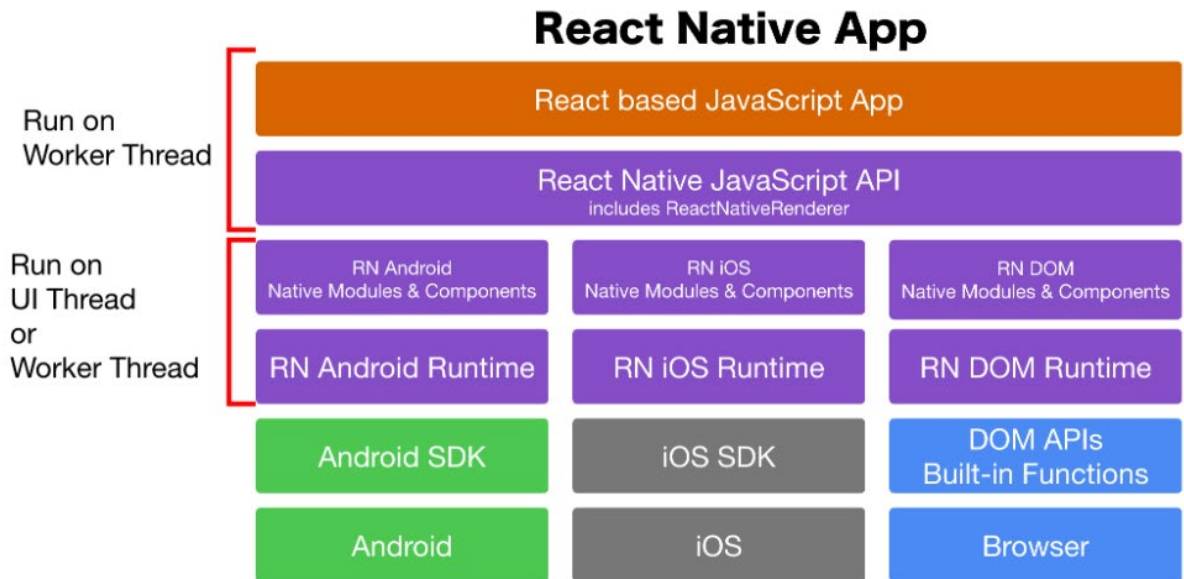 React Native App
Run on
Worker Thread
React based JavaScript App
React Native JavaScript API
includes ReactNativeRenderer
Run on
UI Thread
or
Worker Thread
RN Android
Native Modules & Components
RN iOS
Native Modules & Components
RN DOM
Native Modules & Components
RN Android Runtime
RN iOS Runtime
RN DOM Runtime
Android SDK
iOS SDK
DOM APIs
Built-in Functions
Android
iOS
Browser